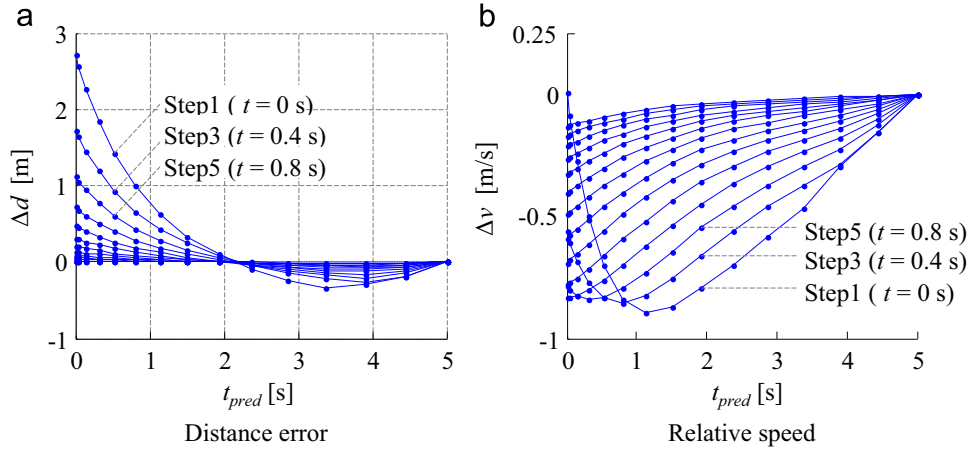 a
3
2
1
0
-1
Δd [m]
Step1 ( t = 0 s)
Step3 (t = 0.4 s)
Step5 (t = 0.8 s)
0 1 2 3 4 5
t_pred [s]
Distance error
b
0.25
0
-0.5
-1
Δv [m/s]
Step5 (t = 0.8 s)
Step3 (t = 0.4 s)
Step1 ( t = 0 s)
0 1 2 3 4 5
t_pred [s]
Relative speed